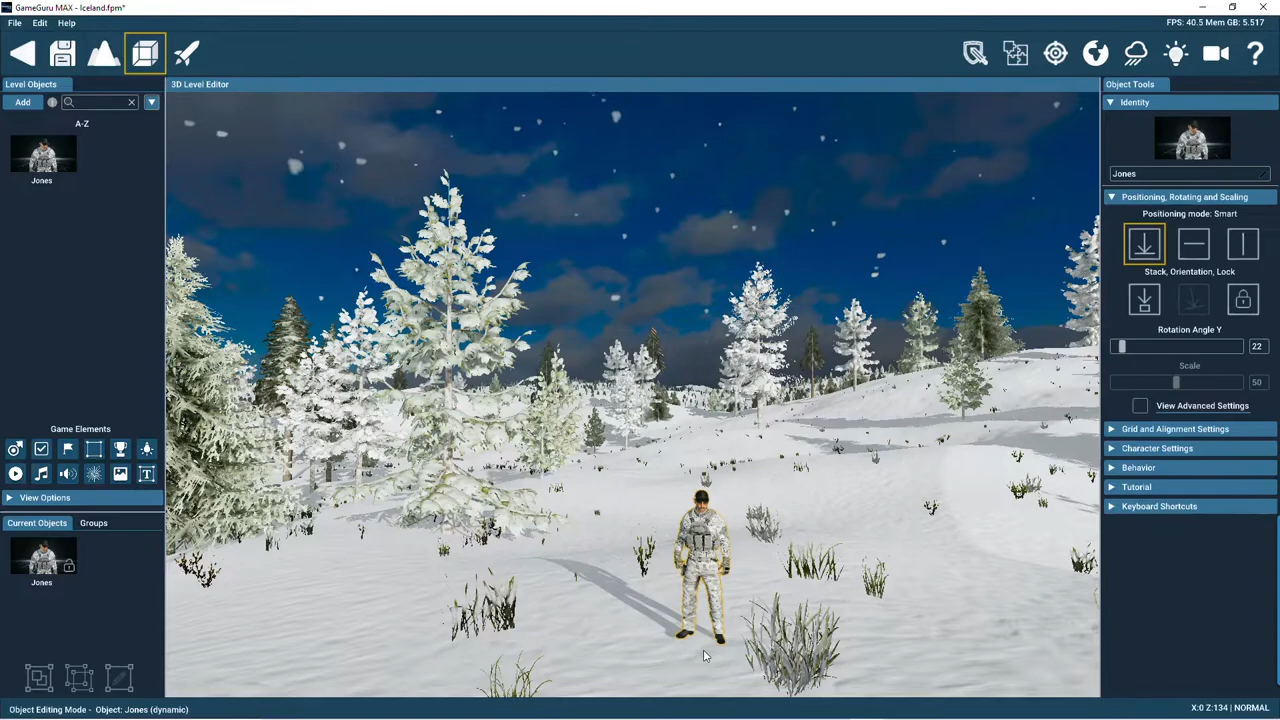 GameGuru MAX - Iceland.fpm*
File Edit Help
FPS: 40.5 Mem GB: 5.517
Level Objects
3D Level Editor
Object Tools
Add
Identity
A-Z
Jones
Jones
Positioning, Rotating and Scaling
Positioning mode: Smart
Stack, Orientation, Lock
Rotation Angle Y
22
Scale
50
View Advanced Settings
Grid and Alignment Settings
Character Settings
Behavior
Tutorial
Keyboard Shortcuts
Game Elements
View Options
Current Objects Groups
Jones
Object Editing Mode - Object: Jones (dynamic)
X:0 Z:134 | NORMAL